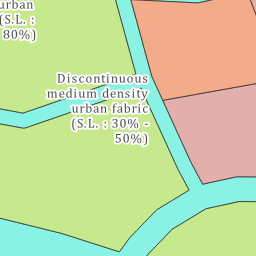 urban
(S.L. :
80%)
Discontinuous
medium density
urban fabric
(S.L. : 30% -
50%)